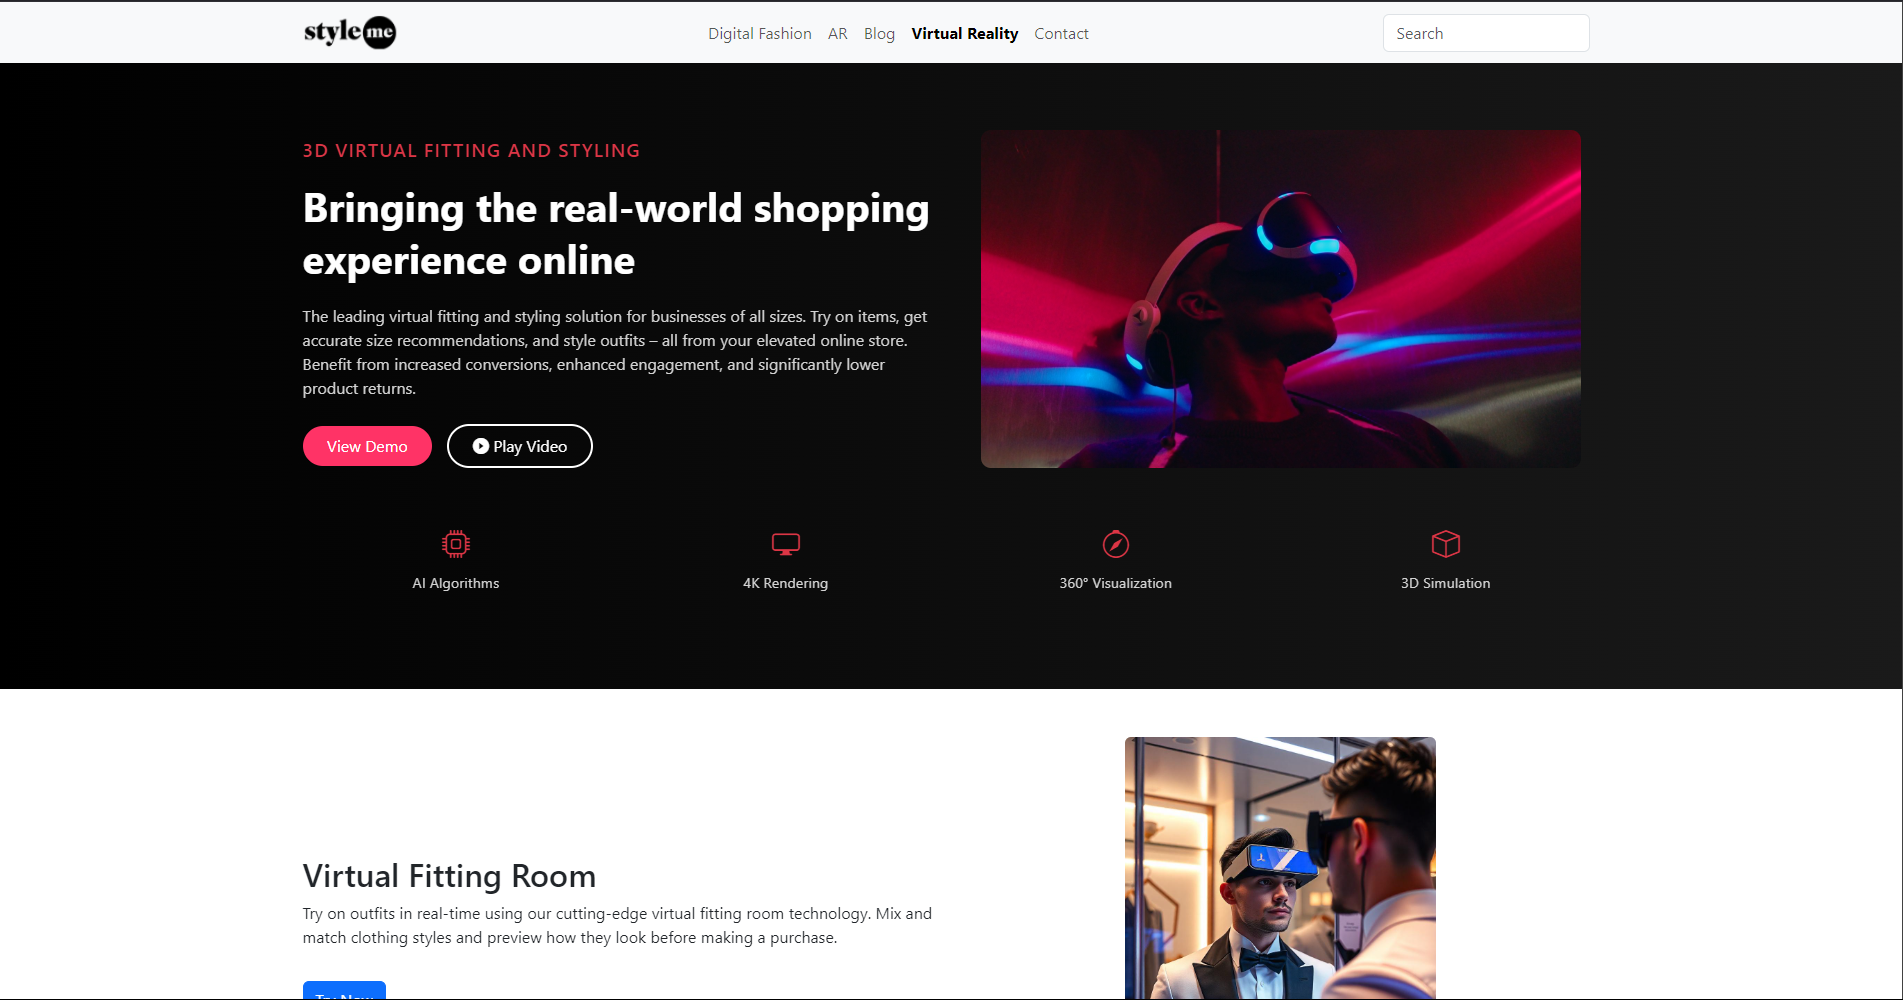 style me
Digital Fashion AR Blog Virtual Reality Contact
Search
3D VIRTUAL FITTING AND STYLING
Bringing the real-world shopping
experience online
The leading virtual fitting and styling solution for businesses of all sizes. Try on items, get
accurate size recommendations, and style outfits – all from your elevated online store.
Benefit from increased conversions, enhanced engagement, and significantly lower
product returns.
View Demo Play Video
AI Algorithms 4K Rendering 360° Visualization 3D Simulation
Virtual Fitting Room
Try on outfits in real-time using our cutting-edge virtual fitting room technology. Mix and
match clothing styles and preview how they look before making a purchase.
Try Now